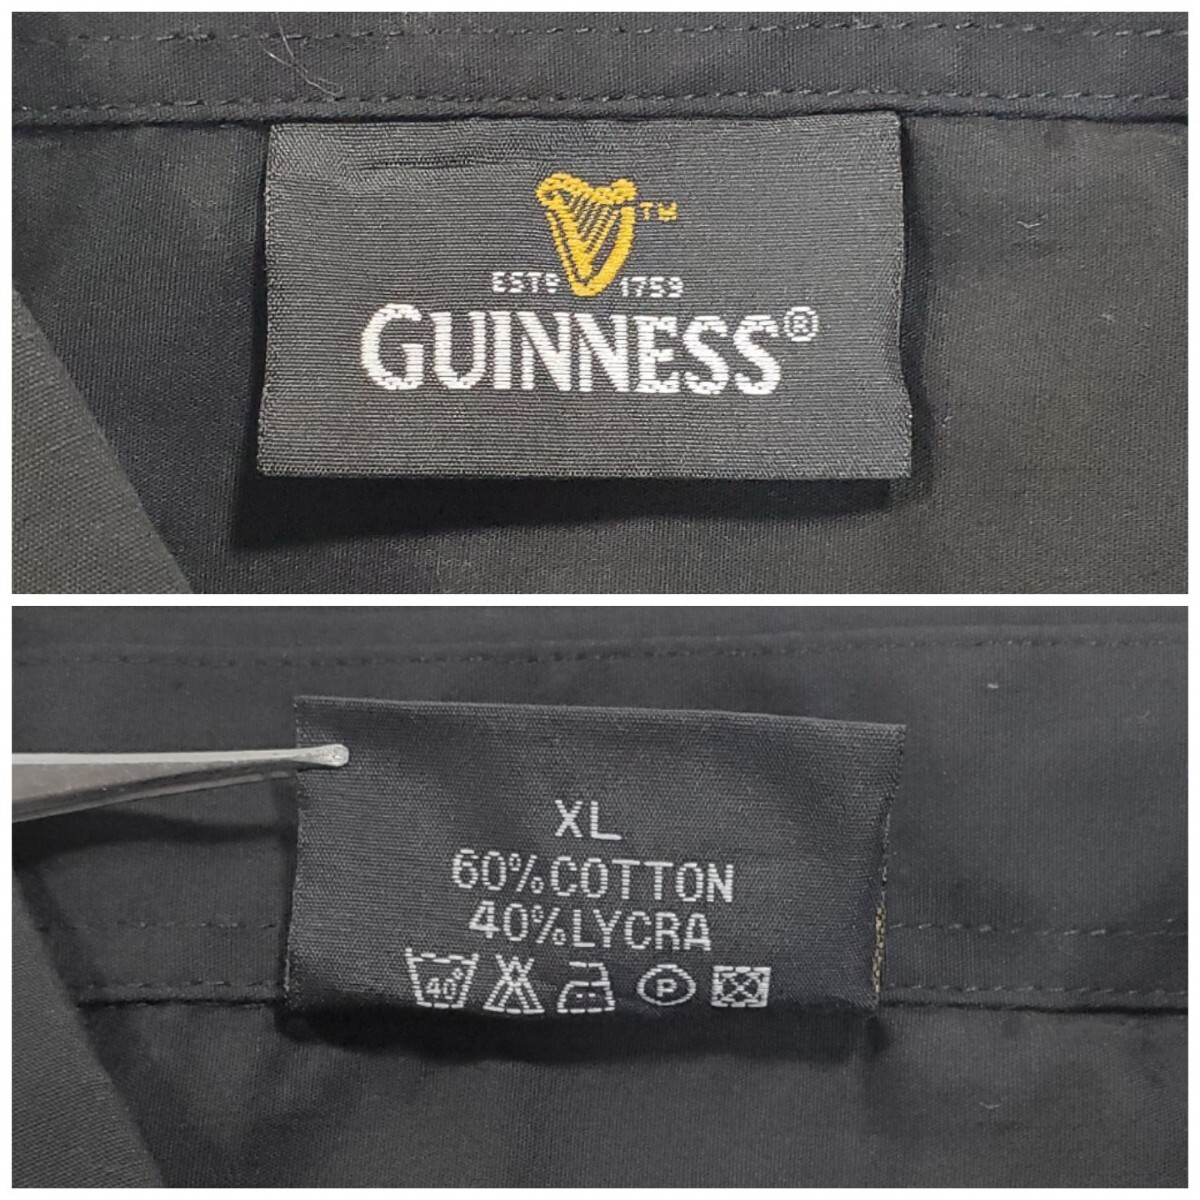 TM
ESTD 1759
GUINNESS®
XL
60%COTTON
40%LYCRA
40° P